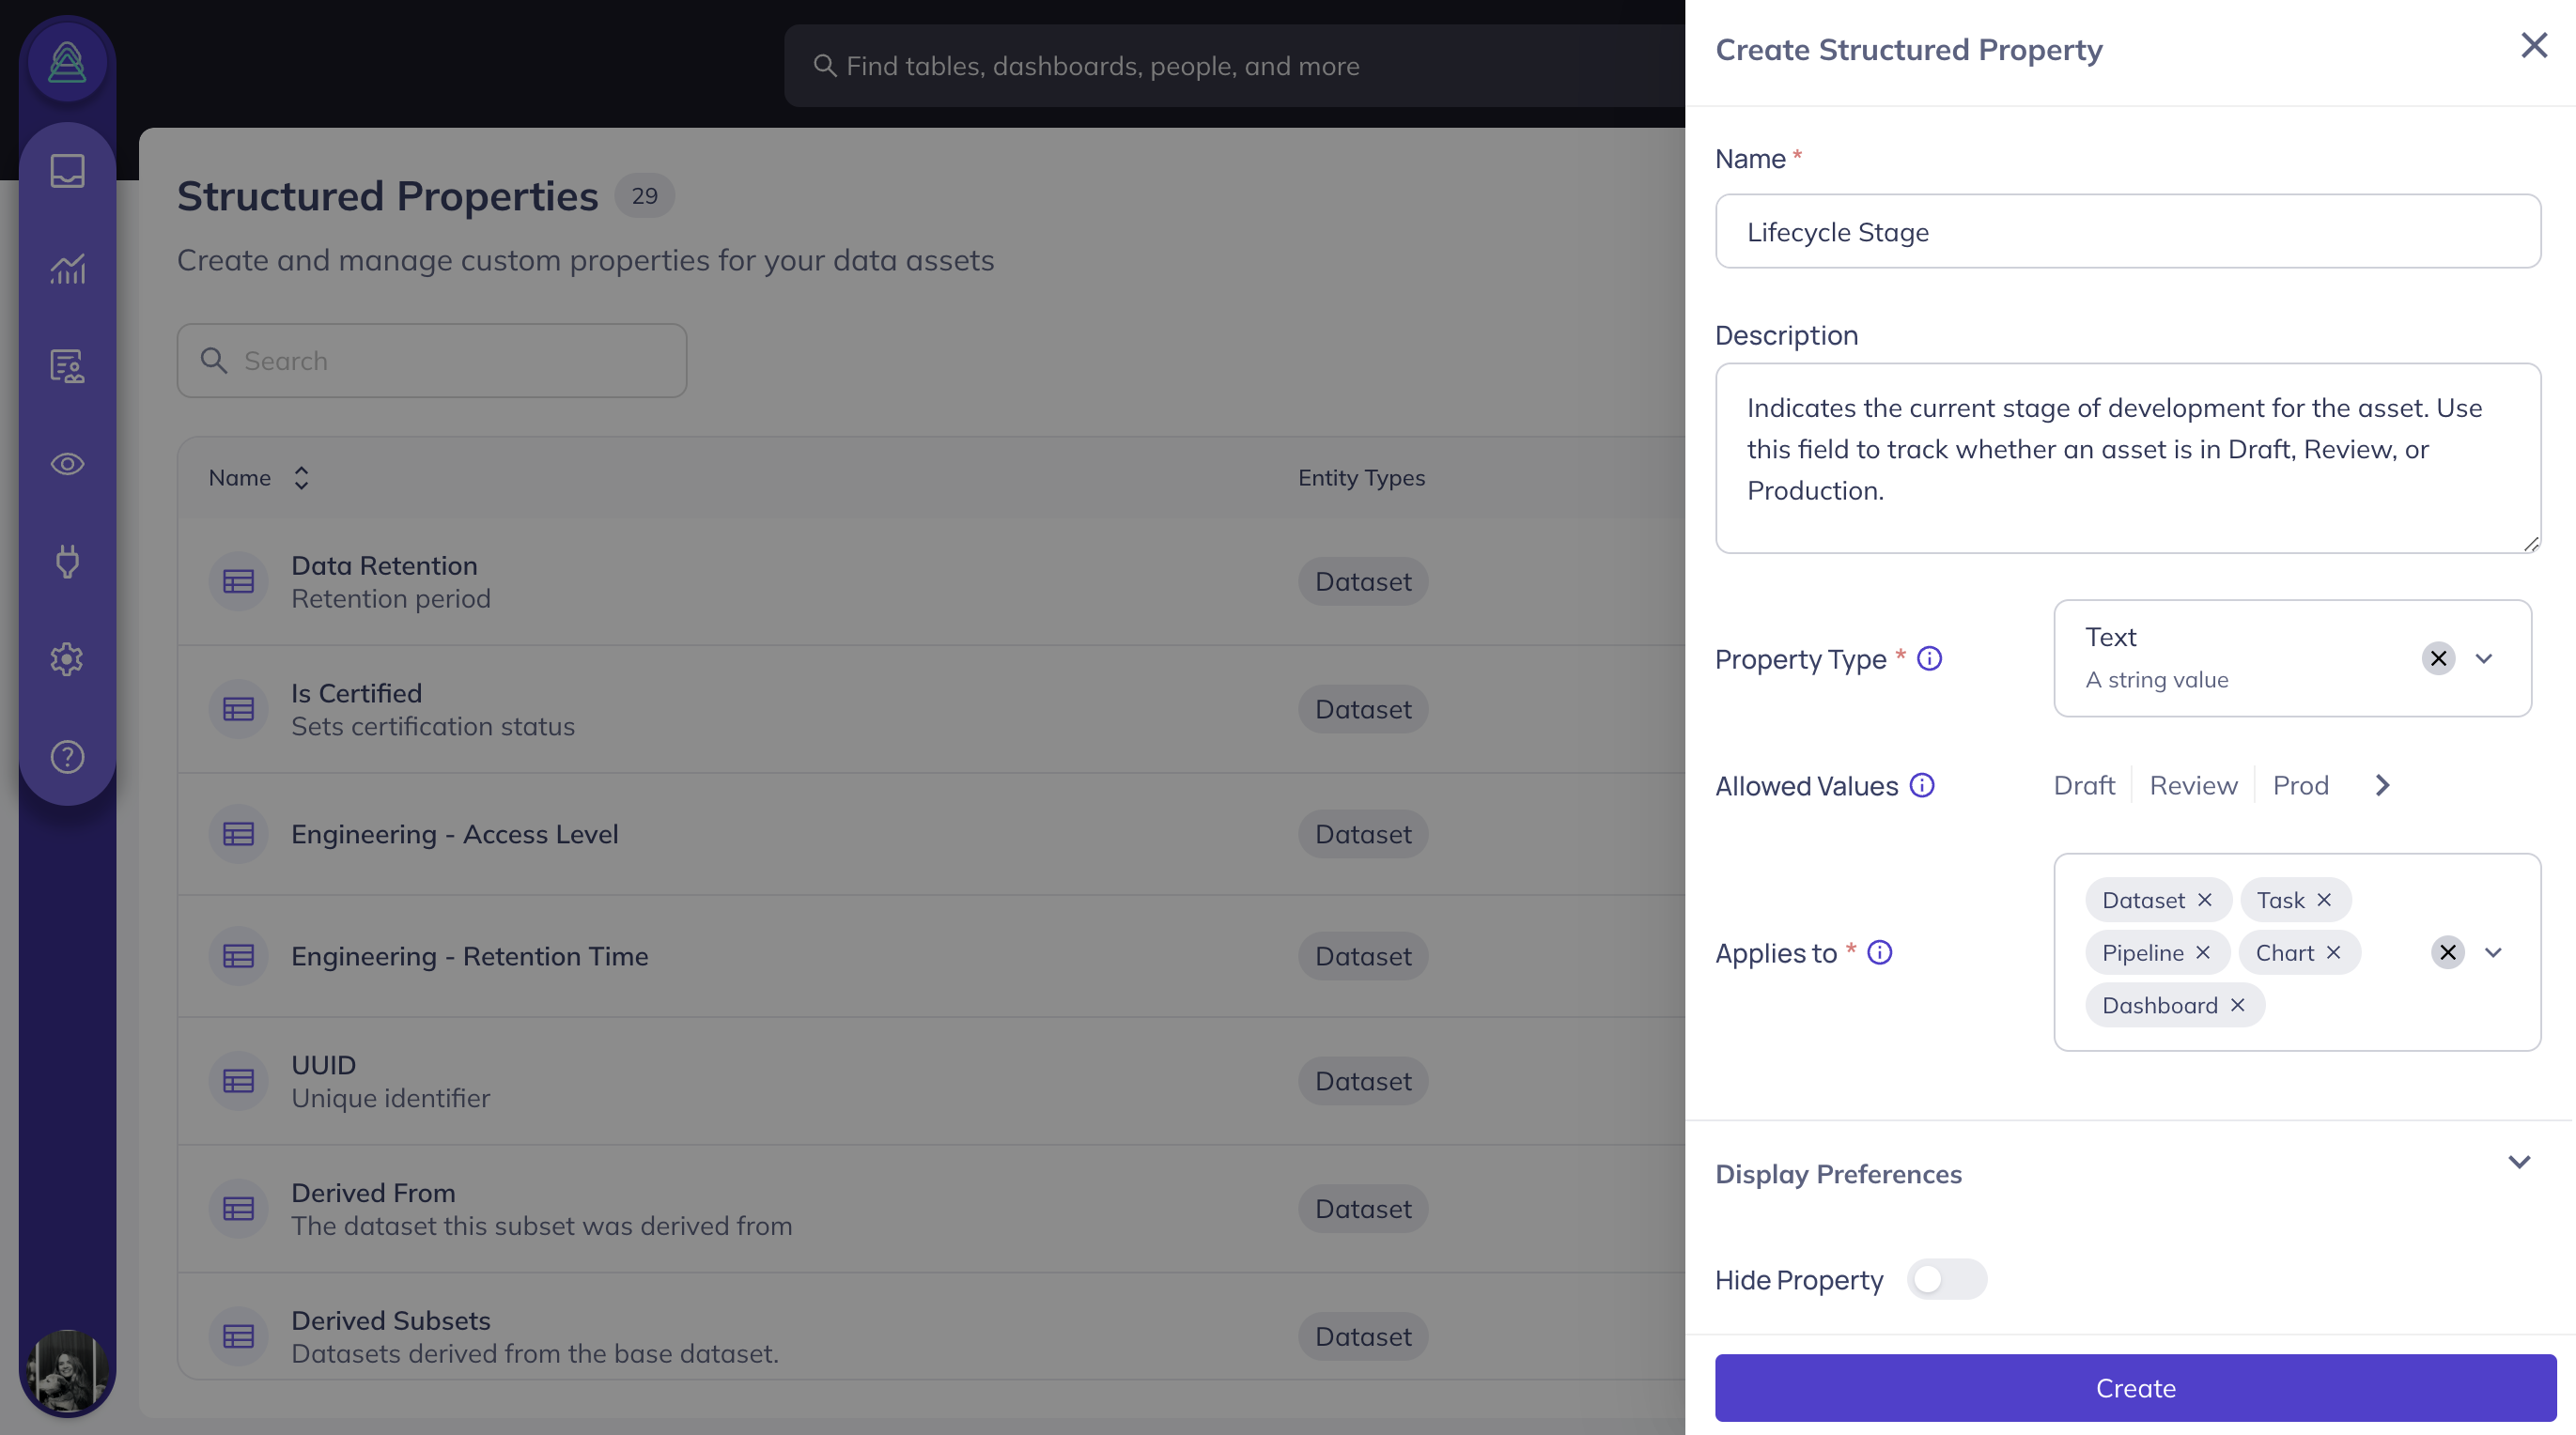 Find tables, dashboards, people, and more
Structured Properties 29
Create and manage custom properties for your data assets
Search
Name Entity Types
Data Retention
Retention period
Dataset
Is Certified
Sets certification status
Dataset
Engineering - Access Level
Dataset
Engineering - Retention Time
Dataset
UUID
Unique identifier
Dataset
Derived From
The dataset this subset was derived from
Dataset
Derived Subsets
Datasets derived from the base dataset.
Dataset
Create Structured Property
Name *
Lifecycle Stage
Description
Indicates the current stage of development for the asset. Use
this field to track whether an asset is in Draft, Review, or
Production.
Property Type *
Text
A string value
Allowed Values
Draft Review Prod
Applies to *
Dataset Task
Pipeline Chart
Dashboard
Display Preferences
Hide Property
Create